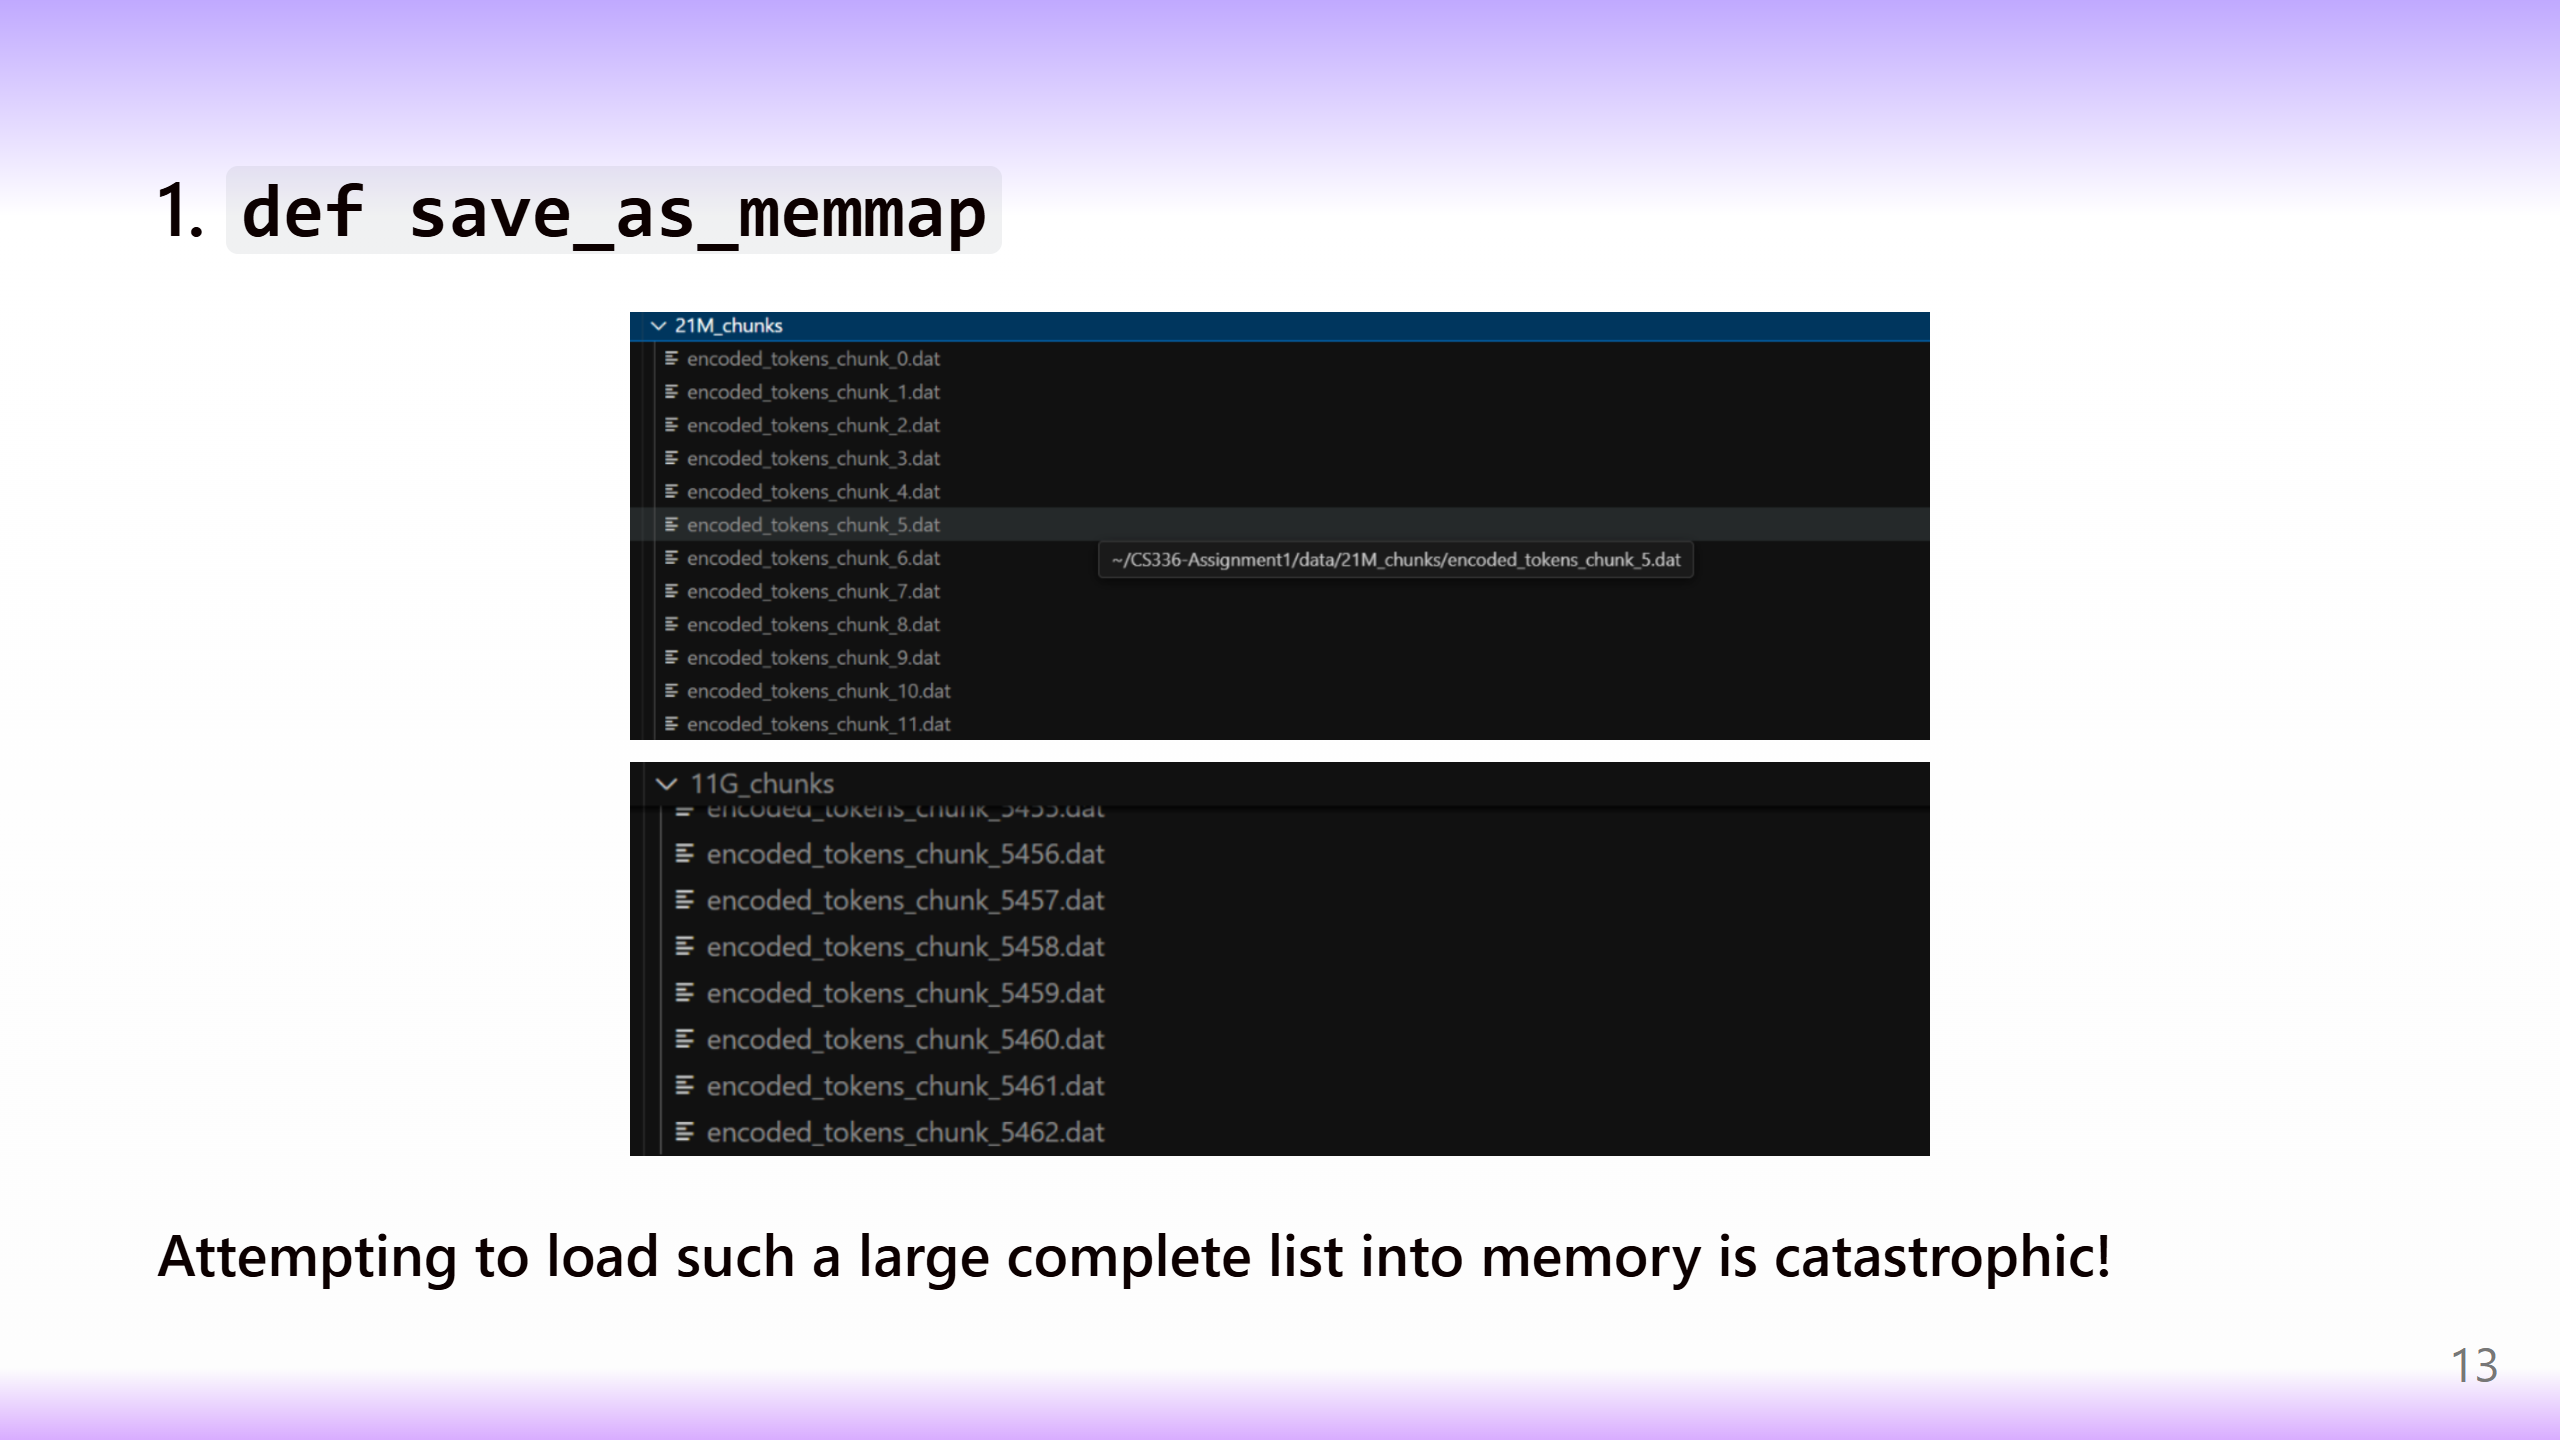 1. def save_as_memmap
21M_chunks
encoded_tokens_chunk_0.dat
encoded_tokens_chunk_1.dat
encoded_tokens_chunk_2.dat
encoded_tokens_chunk_3.dat
encoded_tokens_chunk_4.dat
encoded_tokens_chunk_5.dat
encoded_tokens_chunk_6.dat
~/CS336-Assignment1/data/21M_chunks/encoded_tokens_chunk_5.dat
encoded_tokens_chunk_7.dat
encoded_tokens_chunk_8.dat
encoded_tokens_chunk_9.dat
encoded_tokens_chunk_10.dat
encoded_tokens_chunk_11.dat
11G_chunks
encoded_tokens_chunk_5455.dat
encoded_tokens_chunk_5456.dat
encoded_tokens_chunk_5457.dat
encoded_tokens_chunk_5458.dat
encoded_tokens_chunk_5459.dat
encoded_tokens_chunk_5460.dat
encoded_tokens_chunk_5461.dat
encoded_tokens_chunk_5462.dat
Attempting to load such a large complete list into memory is catastrophic!
13